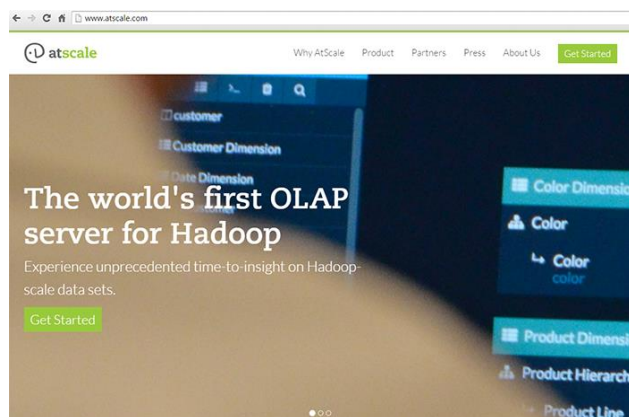 www.atscale.com
atscale
Why AtScale
Product
Partners
Press
About Us
Get Started
customer
Customer Dimension
Date Dimension
The world's first OLAP
server for Hadoop
Experience unprecedented time-to-insight on Hadoop-
scale data sets.
Get Started
Color Dimensio
Color
Color
color
Product Dimensi
Product Hierarch
Product Line